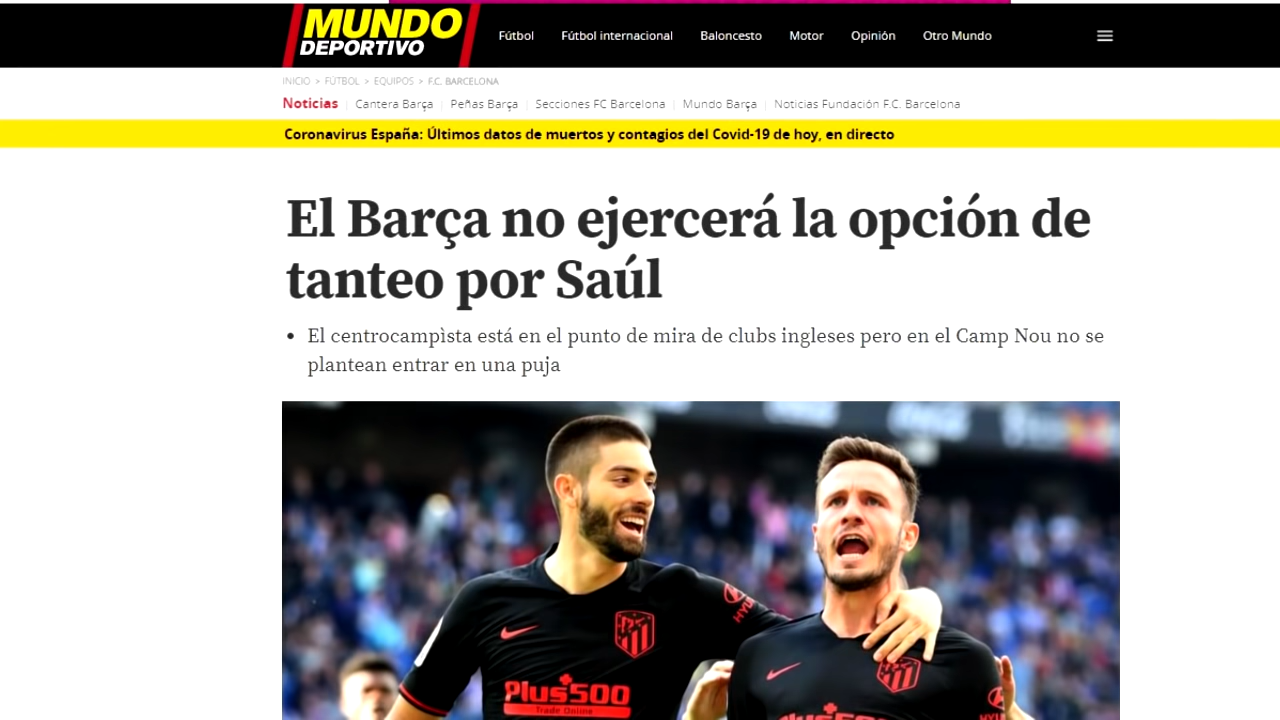 MUNDO
DEPORTIVO
Fútbol Fútbol internacional Baloncesto Motor Opinión Otro Mundo
INICIO > FÚTBOL > EQUIPOS > F.C. BARCELONA
Noticias Cantera Barça Peñas Barça Secciones FC Barcelona Mundo Barça Noticias Fundación F.C. Barcelona
Coronavirus España: Últimos datos de muertos y contagios del Covid-19 de hoy, en directo
El Barça no ejercerá la opción de
tanteo por Saúl
• El centrocampìsta está en el punto de mira de clubs ingleses pero en el Camp Nou no se
plantean entrar en una puja
Plus500
Trade Online